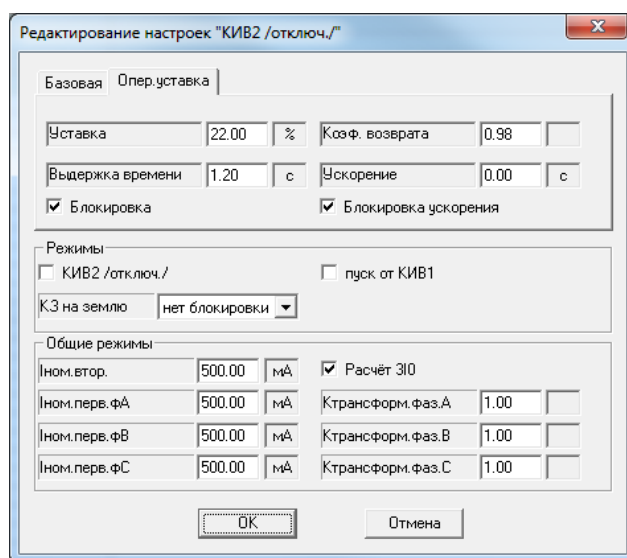 Редактирование настроек "КИВ2 /отключ./"
Базовая Опер.уставка
Уставка 22.00 % Коэф. возврата 0.98
Выдержка времени 1.20 с Ускорение 0.00 с
Блокировка Блокировка ускорения
Режимы
КИВ2 /отключ./ пуск от КИВ1
КЗ на землю нет блокировки
Общие режимы
Iном.втор. 500.00 мА Расчёт 3I0
Iном.перв.фА 500.00 мА Ктрансформ.фаз.А 1.00
Iном.перв.фВ 500.00 мА Ктрансформ.фаз.В 1.00
Iном.перв.фС 500.00 мА Ктрансформ.фаз.С 1.00
OK Отмена